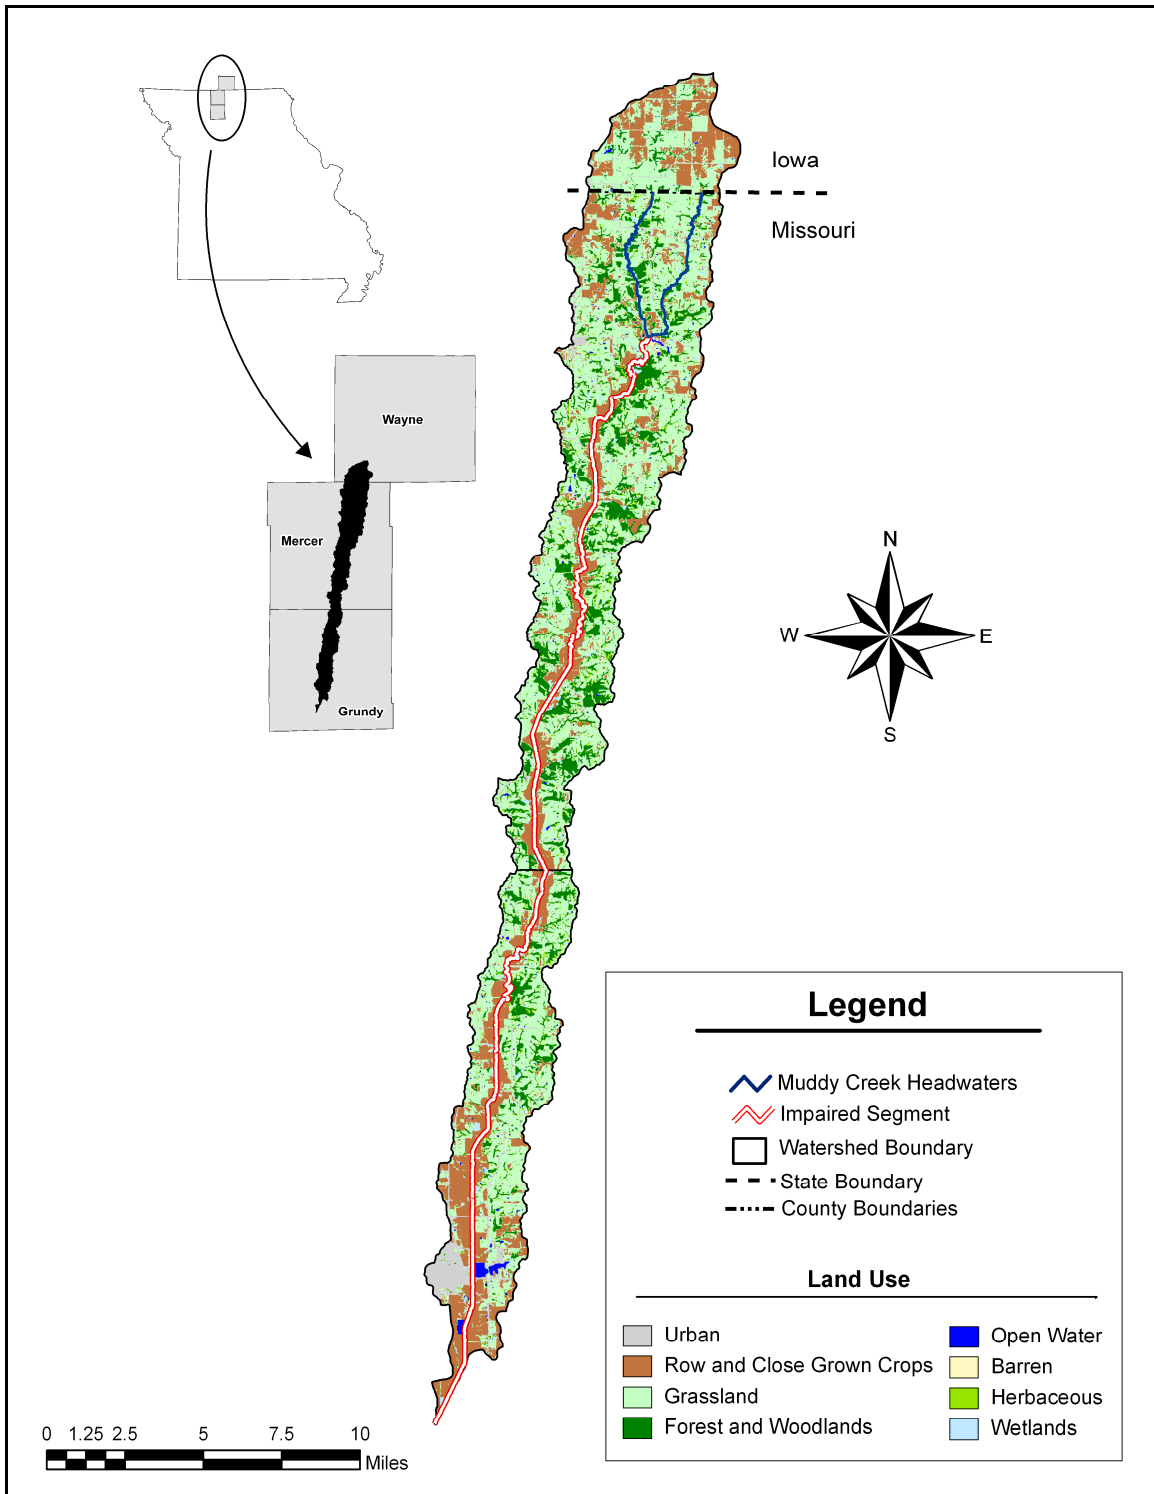 Iowa
Missouri
Wayne
Mercer
Grundy
N
W
E
S
Legend
Muddy Creek Headwaters
Impaired Segment
Watershed Boundary
State Boundary
County Boundaries
Land Use
Urban
Row and Close Grown Crops
Grassland
Forest and Woodlands
Open Water
Barren
Herbaceous
Wetlands
0 1.25 2.5 5 7.5 10
Miles